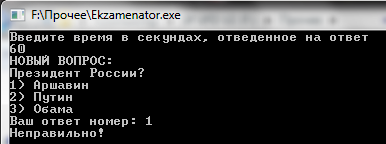 F:\Прочее\Ekzamenator.exe
Введите время в секундах, отведенное на ответ
60
НОВЫЙ ВОПРОС:
Президент России?
1) Аршавин
2) Путин
3) Обама
Ваш ответ номер: 1
Неправильно!